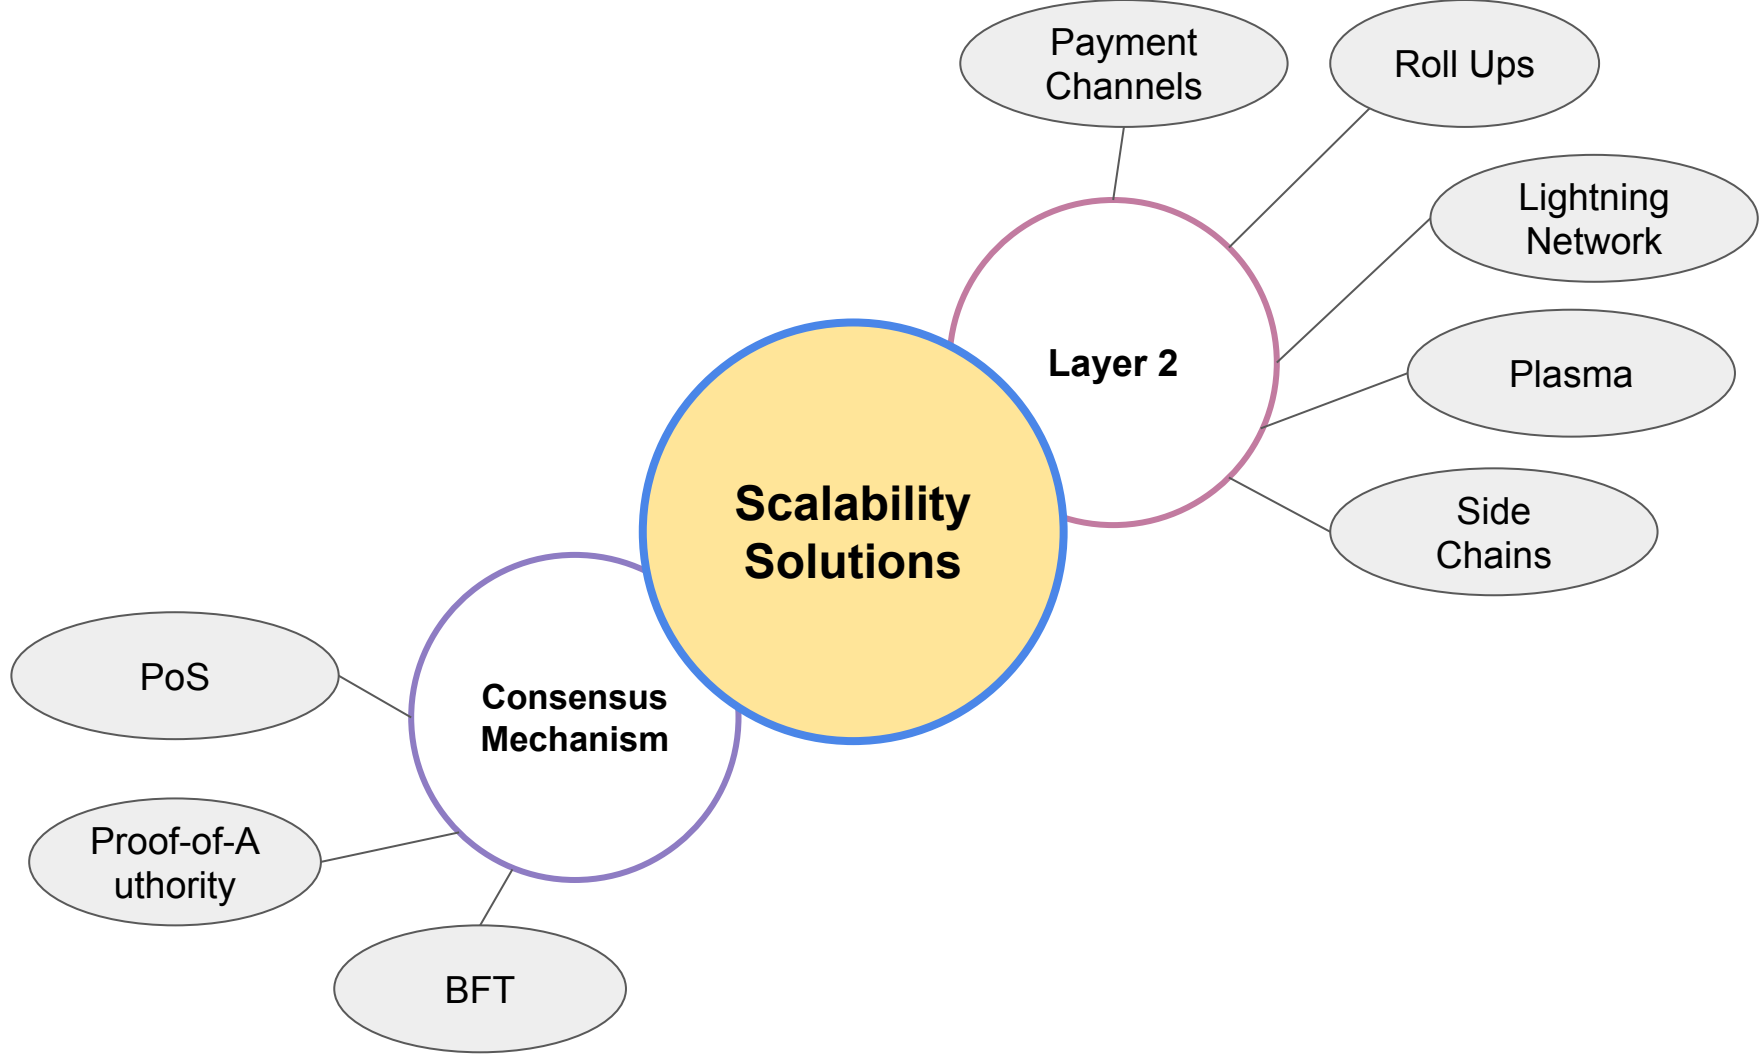 Payment
Channels
Roll Ups
Lightning
Network
Layer 2
Plasma
Scalability
Solutions
Side
Chains
PoS
Consensus
Mechanism
Proof-of-A
uthority
BFT